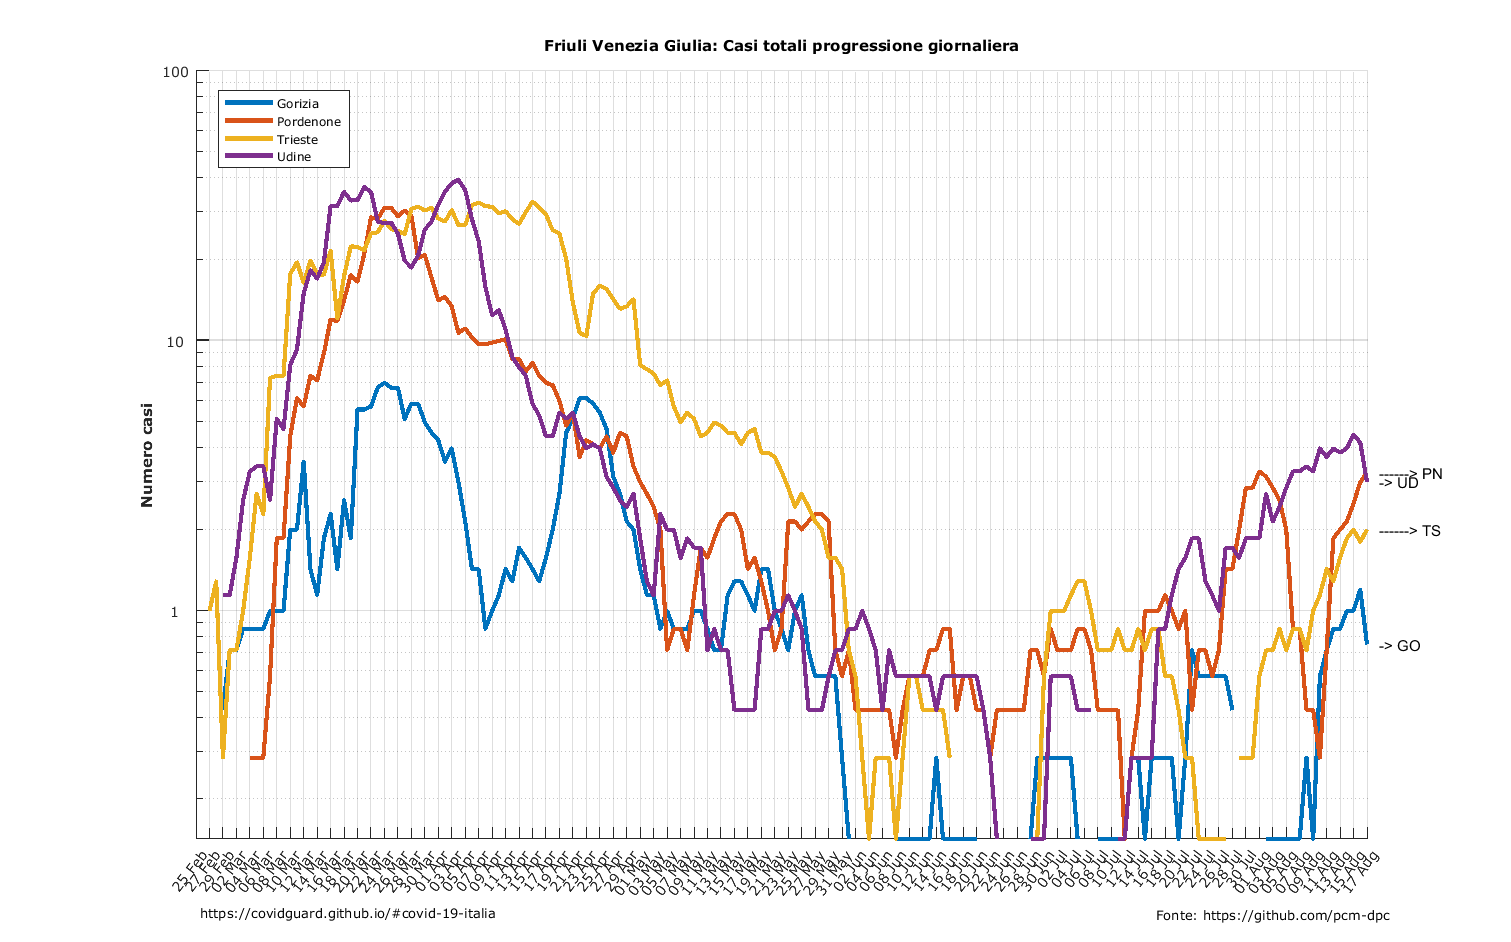 Friuli Venezia Giulia: Casi totali progressione giornaliera
100
10
1
Numero casi
Gorizia
Pordenone
Trieste
Udine
------> PN
-> UD
------> TS
-> GO
25 Feb
27 Feb
29 Feb
02 Mar
04 Mar
06 Mar
08 Mar
10 Mar
12 Mar
14 Mar
16 Mar
18 Mar
20 Mar
22 Mar
24 Mar
26 Mar
28 Mar
30 Mar
01 Apr
03 Apr
05 Apr
07 Apr
09 Apr
11 Apr
13 Apr
15 Apr
17 Apr
19 Apr
21 Apr
23 Apr
25 Apr
27 Apr
29 Apr
01 May
03 May
05 May
07 May
09 May
11 May
13 May
15 May
17 May
19 May
21 May
23 May
25 May
27 May
29 May
31 May
02 Jun
04 Jun
06 Jun
08 Jun
10 Jun
12 Jun
14 Jun
16 Jun
18 Jun
20 Jun
22 Jun
24 Jun
26 Jun
28 Jun
30 Jun
02 Jul
04 Jul
06 Jul
08 Jul
10 Jul
12 Jul
14 Jul
16 Jul
18 Jul
20 Jul
22 Jul
24 Jul
26 Jul
28 Jul
30 Jul
01 Aug
03 Aug
05 Aug
07 Aug
09 Aug
11 Aug
13 Aug
15 Aug
17 Aug
https://covidguard.github.io/#covid-19-italia
Fonte: https://github.com/pcm-dpc